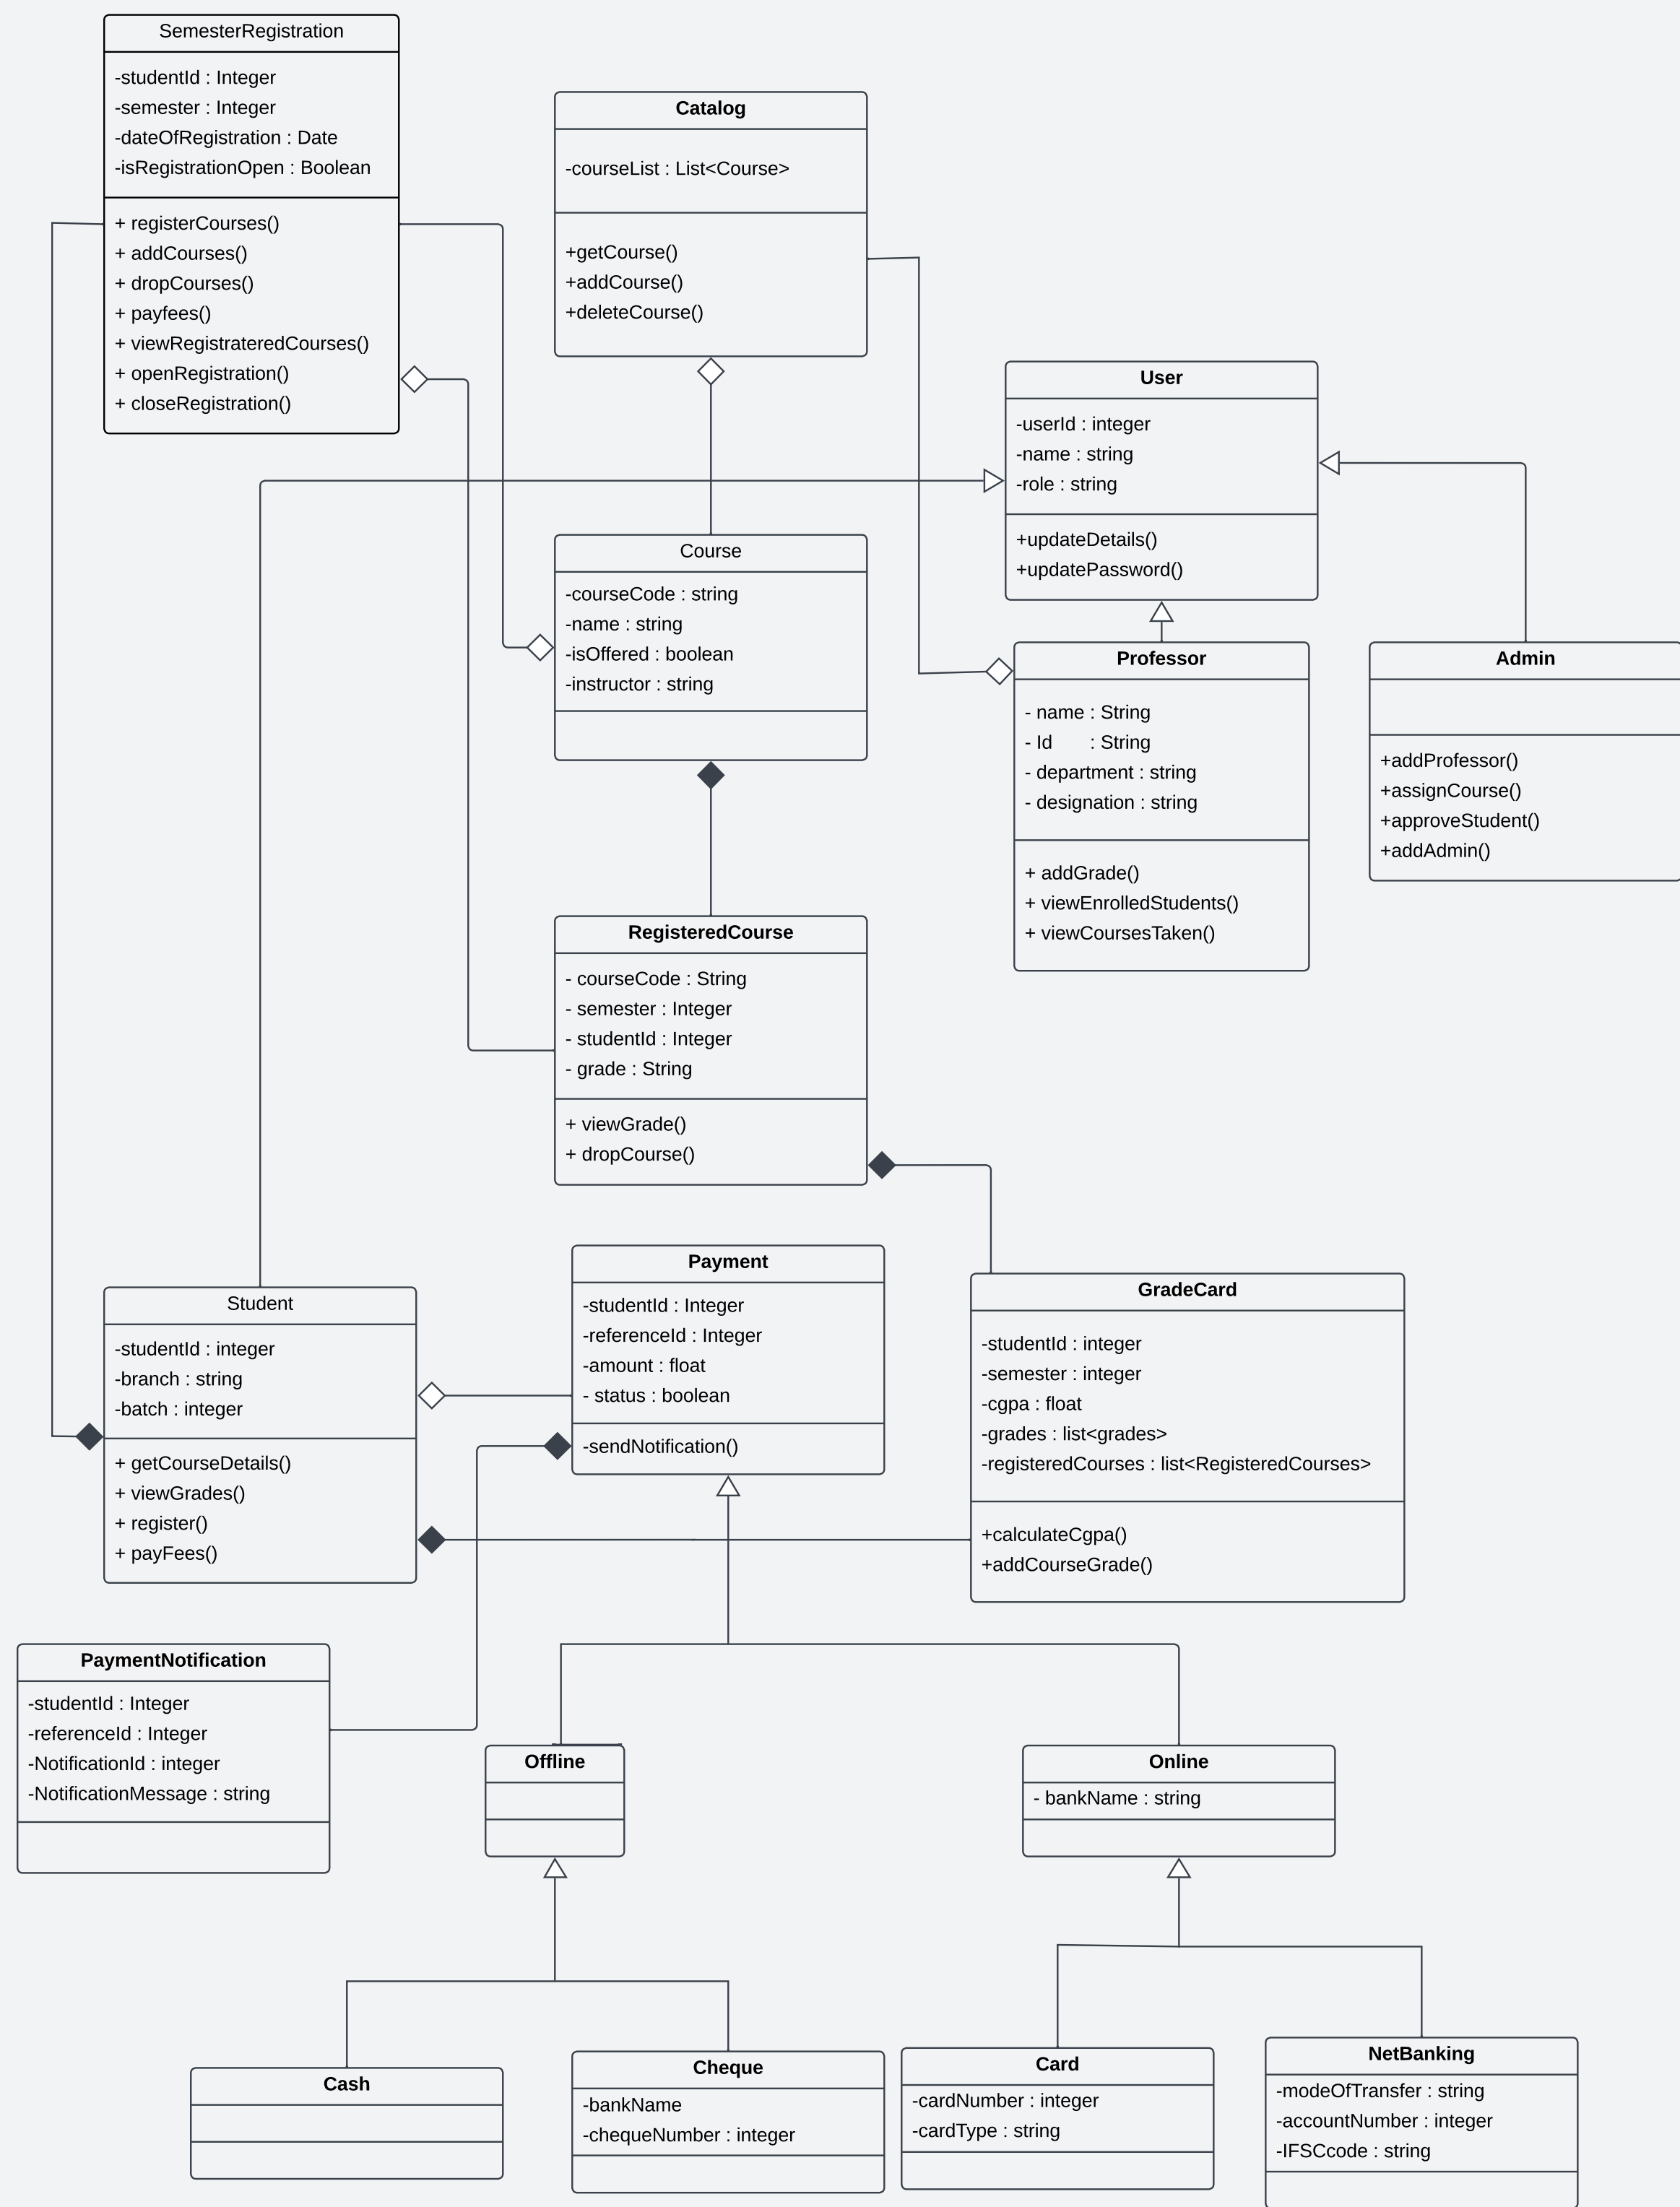 SemesterRegistration
-studentId : Integer
-semester : Integer
-dateOfRegistration : Date
-isRegistrationOpen : Boolean
+ registerCourses()
+ addCourses()
+ dropCourses()
+ payfees()
+ viewRegistrateredCourses()
+ openRegistration()
+ closeRegistration()
Catalog
-courseList : List<Course>
+getCourse()
+addCourse()
+deleteCourse()
User
-userId : integer
-name : string
-role : string
+updateDetails()
+updatePassword()
Course
-courseCode : string
-name : string
-isOffered : boolean
-instructor : string
Professor
- name : String
- Id : String
- department : string
- designation : string
+ addGrade()
+ viewEnrolledStudents()
+ viewCoursesTaken()
Admin
+addProfessor()
+assignCourse()
+approveStudent()
+addAdmin()
RegisteredCourse
- courseCode : String
- semester : Integer
- studentId : Integer
- grade : String
+ viewGrade()
+ dropCourse()
Student
-studentId : integer
-branch : string
-batch : integer
+ getCourseDetails()
+ viewGrades()
+ register()
+ payFees()
Payment
-studentId : Integer
-referenceId : Integer
-amount : float
- status : boolean
-sendNotification()
GradeCard
-studentId : integer
-semester : integer
-cgpa : float
-grades : list<grades>
-registeredCourses : list<RegisteredCourses>
+calculateCgpa()
+addCourseGrade()
PaymentNotification
-studentId : Integer
-referenceId : Integer
-NotificationId : integer
-NotificationMessage : string
Offline
Online
- bankName : string
Cash
Cheque
-bankName
-chequeNumber : integer
Card
-cardNumber : integer
-cardType : string
NetBanking
-modeOfTransfer : string
-accountNumber : integer
-IFSCcode : string